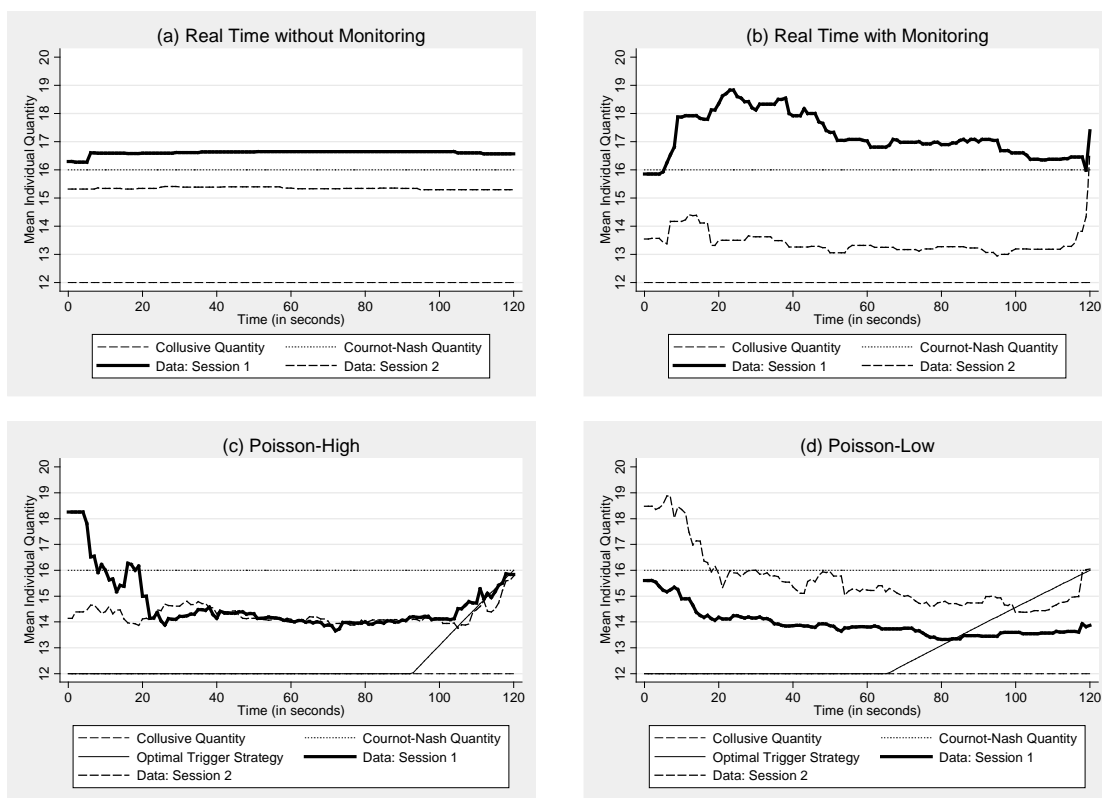 (a) Real Time without Monitoring
Mean Individual Quantity
20
19
18
17
16
15
14
13
12
0 20 40 60 80 100 120
Time (in seconds)
Collusive Quantity Cournot-Nash Quantity
Data: Session 1 Data: Session 2
(b) Real Time with Monitoring
Mean Individual Quantity
20
19
18
17
16
15
14
13
12
0 20 40 60 80 100 120
Time (in seconds)
Collusive Quantity Cournot-Nash Quantity
Data: Session 1 Data: Session 2
(c) Poisson-High
Mean Individual Quantity
20
19
18
17
16
15
14
13
12
0 20 40 60 80 100 120
Time (in seconds)
Collusive Quantity Cournot-Nash Quantity
Optimal Trigger Strategy Data: Session 1
Data: Session 2
(d) Poisson-Low
Mean Individual Quantity
20
19
18
17
16
15
14
13
12
0 20 40 60 80 100 120
Time (in seconds)
Collusive Quantity Cournot-Nash Quantity
Optimal Trigger Strategy Data: Session 1
Data: Session 2